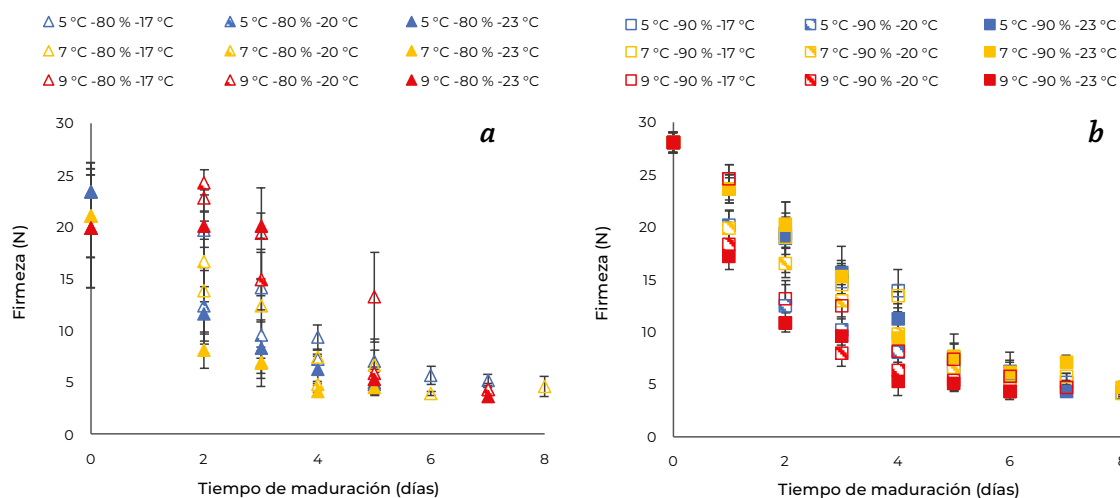 5 °C -80 % -17 °C 5 °C -80 % -20 °C 5 °C -80 % -23 °C
7 °C -80 % -17 °C 7 °C -80 % -20 °C 7 °C -80 % -23 °C
9 °C -80 % -17 °C 9 °C -80 % -20 °C 9 °C -80 % -23 °C
a
Firmeza (N)
30
25
20
15
10
5
0
0 2 4 6 8
Tiempo de maduración (días)
5 °C -90 % -17 °C 5 °C -90 % -20 °C 5 °C -90 % -23 °C
7 °C -90 % -17 °C 7 °C -90 % -20 °C 7 °C -90 % -23 °C
9 °C -90 % -17 °C 9 °C -90 % -20 °C 9 °C -90 % -23 °C
b
Firmeza (N)
30
25
20
15
10
5
0
0 2 4 6 8
Tiempo de maduración (días)